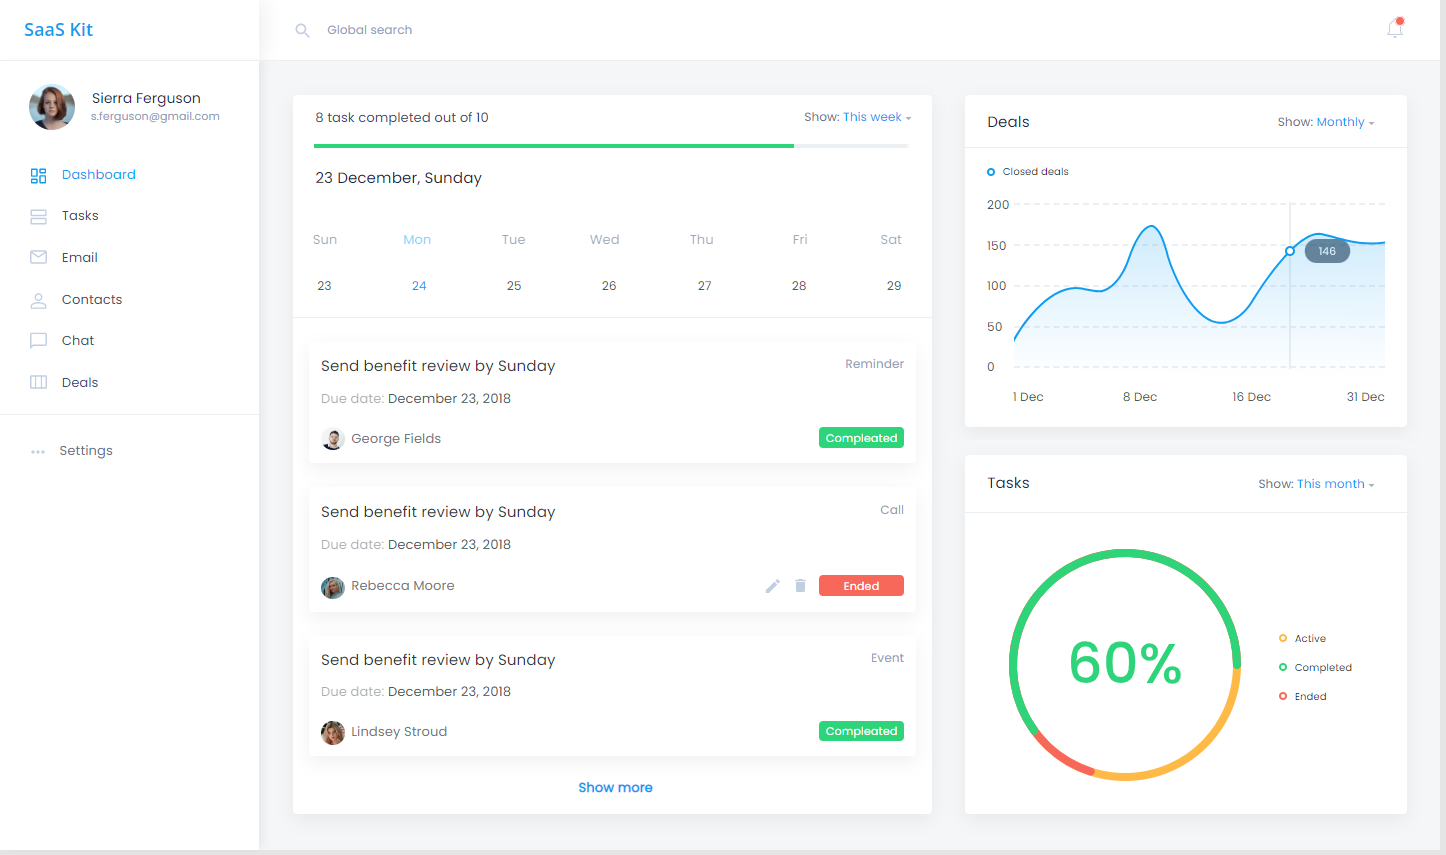 SaaS Kit
Global search
Sierra Ferguson
s.ferguson@gmail.com
Dashboard
Tasks
Email
Contacts
Chat
Deals
Settings
8 task completed out of 10
Show: This week
23 December, Sunday
Sun Mon Tue Wed Thu Fri Sat
23 24 25 26 27 28 29
Send benefit review by Sunday
Reminder
Due date: December 23, 2018
George Fields
Compleated
Send benefit review by Sunday
Call
Due date: December 23, 2018
Rebecca Moore
Ended
Send benefit review by Sunday
Event
Due date: December 23, 2018
Lindsey Stroud
Compleated
Show more
Deals
Show: Monthly
Closed deals
200
150
100
50
0
146
1 Dec 8 Dec 16 Dec 31 Dec
Tasks
Show: This month
60%
Active
Completed
Ended